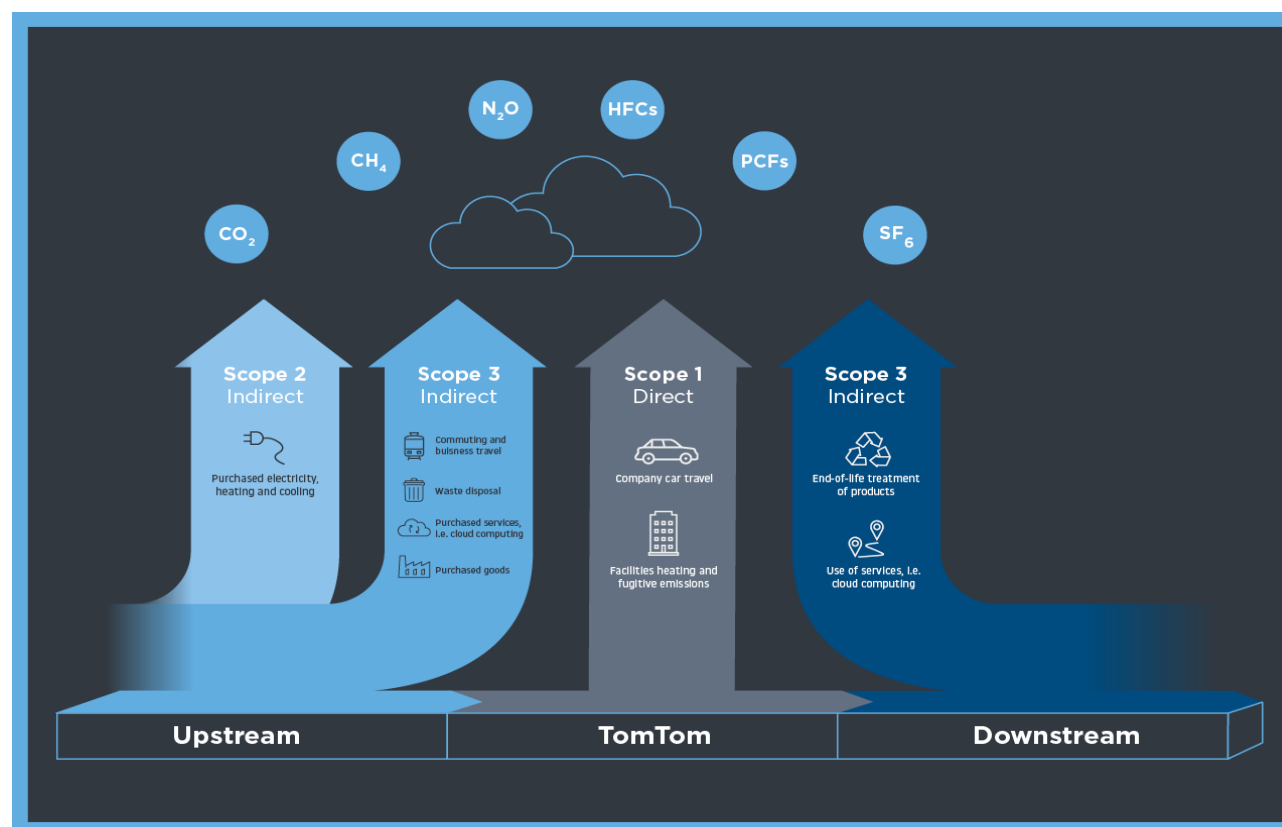 N₂O
HFCs
CH₄
PCFs
CO₂
SF₆
Scope 2
Indirect
Purchased electricity,
heating and cooling
Scope 3
Indirect
Commuting and
buisness travel
Waste disposal
Purchased services,
i.e. cloud computing
Purchased goods
Scope 1
Direct
Company car travel
Facilities heating and
fugitive emissions
Scope 3
Indirect
End-of-life treatment
of products
Use of services, i.e.
cloud computing
Upstream
TomTom
Downstream